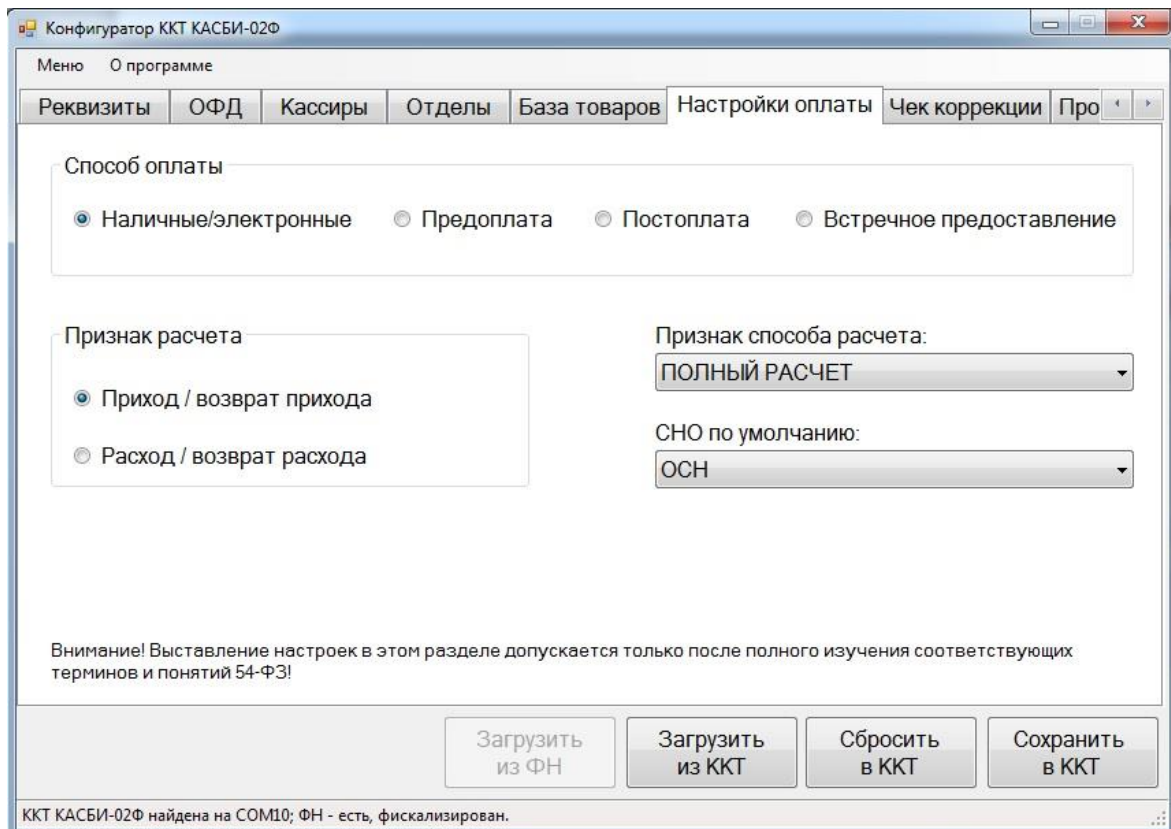 Конфигуратор ККТ КАСБИ-02Ф
Меню О программе
Реквизиты ОФД Кассиры Отделы База товаров Настройки оплаты Чек коррекции Про
Способ оплаты
Наличные/электронные Предоплата Постоплата Встречное предоставление
Признак расчета
Приход / возврат прихода
Расход / возврат расхода
Признак способа расчета:
ПОЛНЫЙ РАСЧЕТ
СНО по умолчанию:
ОСН
Внимание! Выставление настроек в этом разделе допускается только после полного изучения соответствующих
терминов и понятий 54-ФЗ!
Загрузить
из ФН
Загрузить
из ККТ
Сбросить
в ККТ
Сохранить
в ККТ
ККТ КАСБИ-02Ф найдена на COM10; ФН - есть, фискализирован.